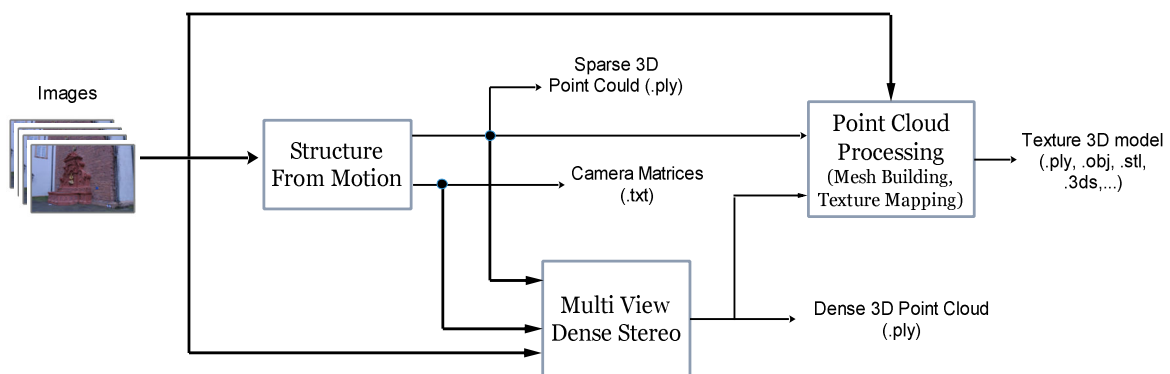 Images
Structure
From Motion
Sparse 3D
Point Could (.ply)
Camera Matrices
(.txt)
Multi View
Dense Stereo
Point Cloud
Processing
(Mesh Building,
Texture Mapping)
Texture 3D model
(.ply, .obj, .stl,
.3ds,...)
Dense 3D Point Cloud
(.ply)